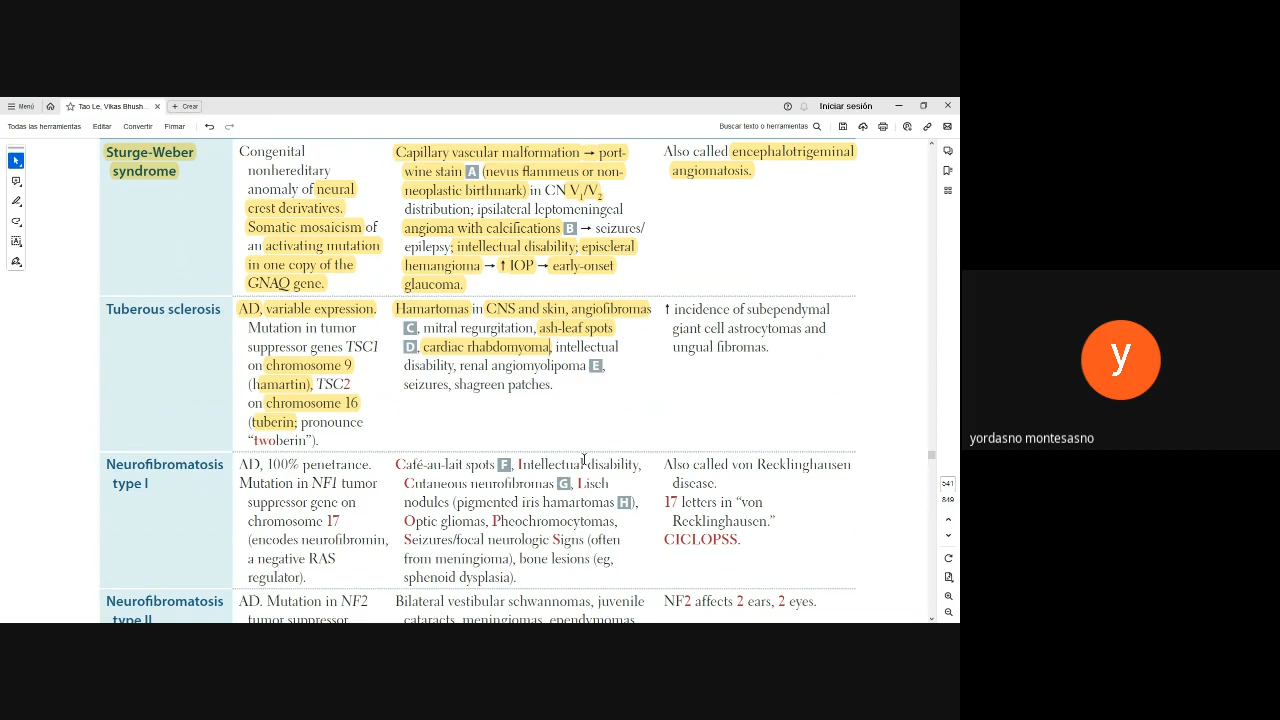 Menú
Tao Le, Vikas Bhush...
Crear
Iniciar sesión
Todas las herramientas
Editar
Convertir
Firmar
Buscar texto o herramientas
Sturge-Weber
syndrome
Congenital
nonhereditary
anomaly of neural
crest derivatives.
Somatic mosaicism of
an activating mutation
in one copy of the
GNAQ gene.
Capillary vascular malformation → port-
wine stain A (nevus flammeus or non-
neoplastic birthmark) in CN V1/V2
distribution; ipsilateral leptomeningeal
angioma with calcifications B → seizures/
epilepsy; intellectual disability; episcleral
hemangioma → ↑ IOP → early-onset
glaucoma.
Also called encephalotrigeminal
angiomatosis.
Tuberous sclerosis
AD, variable expression.
Mutation in tumor
suppressor genes TSC1
on chromosome 9
(hamartin), TSC2
on chromosome 16
(tuberin; pronounce
“twoberin”).
Hamartomas in CNS and skin, angiofibromas
C, mitral regurgitation, ash-leaf spots
D, cardiac rhabdomyoma, intellectual
disability, renal angiomyolipoma E,
seizures, shagreen patches.
↑ incidence of subependymal
giant cell astrocytomas and
ungual fibromas.
Neurofibromatosis
type I
AD, 100% penetrance.
Mutation in NF1 tumor
suppressor gene on
chromosome 17
(encodes neurofibromin,
a negative RAS
regulator).
Café-au-lait spots F, Intellectual disability,
Cutaneous neurofibromas G, Lisch
nodules (pigmented iris hamartomas H),
Optic gliomas, Pheochromocytomas,
Seizures/focal neurologic Signs (often
from meningioma), bone lesions (eg,
sphenoid dysplasia).
Also called von Recklinghausen
disease.
17 letters in “von
Recklinghausen.”
CICLOPSS.
Neurofibromatosis
type II
AD. Mutation in NF2
tumor suppressor
Bilateral vestibular schwannomas, juvenile
cataracts, meningiomas, ependymomas
NF2 affects 2 ears, 2 eyes.
541
849
y
yordasno montesasno